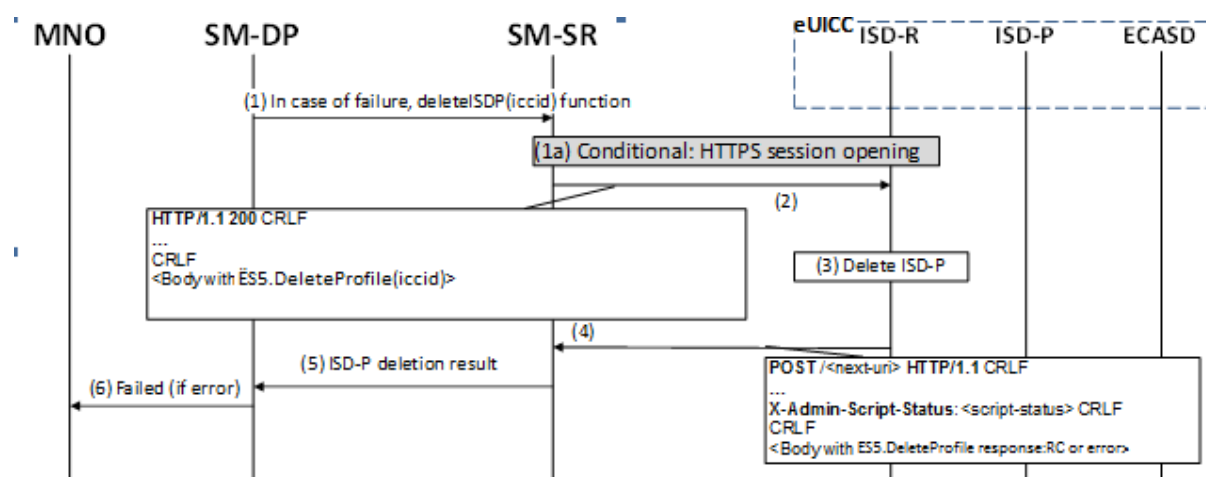 MNO SM-DP SM-SR eUICC ISD-R ISD-P ECASD
(1) In case of failure, deleteISDP(iccid) function
(1a) Conditional: HTTPS session opening
(2)
HTTP/1.1 200 CRLF
...
CRLF
<Body with ES5.DeleteProfile(iccid)>
(3) Delete ISD-P
(4)
(5) ISD-P deletion result
(6) Failed (if error)
POST /<next-uri> HTTP/1.1 CRLF
...
X-Admin-Script-Status: <script-status> CRLF
CRLF
<Body with ES5.DeleteProfile response:RC or error>